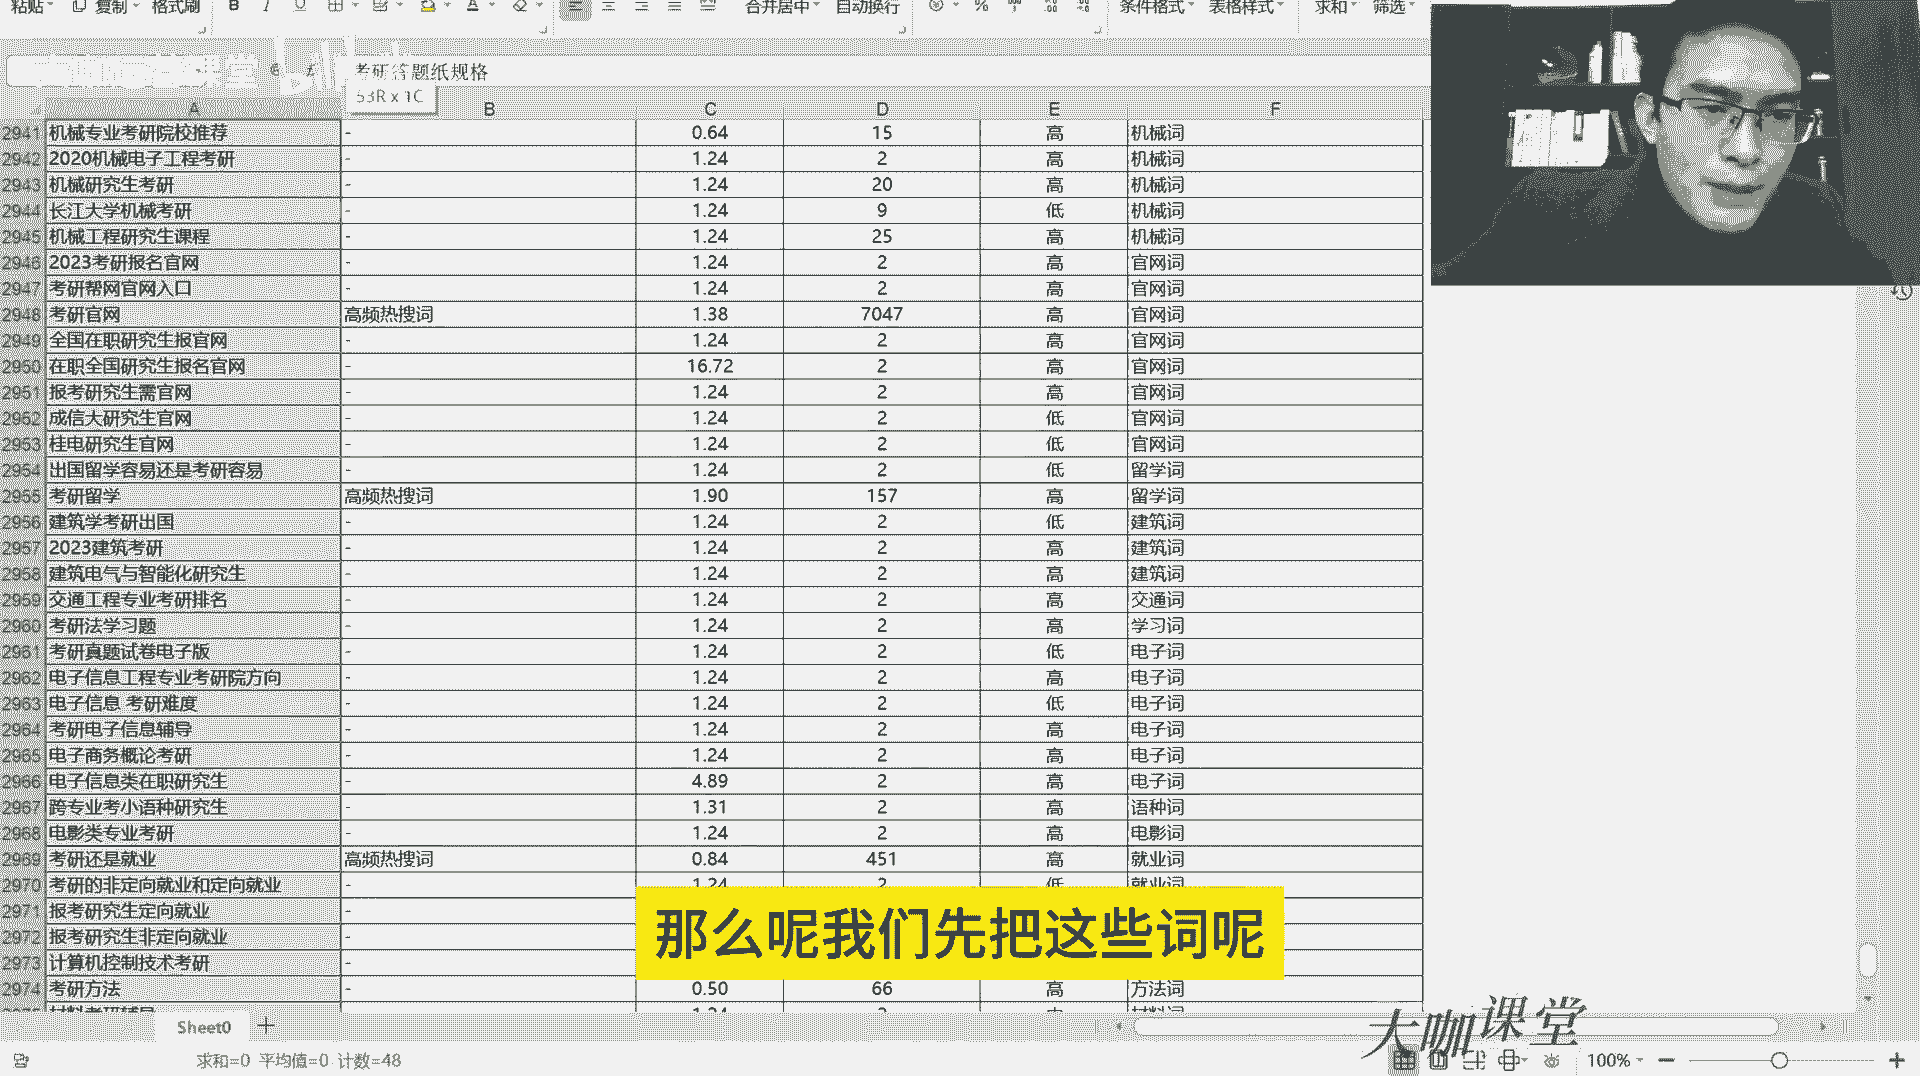 粘贴 复制 格式刷 B I U A 合并居中 自动换行 % 条件格式 表格样式 求和 筛选
考研答题纸规格
53R x 1C
A B C D E F
2941 机械专业考研院校推荐 - 0.64 15 高 机械词
2942 2020机械电子工程考研 - 1.24 2 高 机械词
2943 机械研究生考研 - 1.24 20 高 机械词
2944 长江大学机械考研 - 1.24 9 低 机械词
2945 机械工程研究生课程 - 1.24 25 高 机械词
2946 2023考研报名官网 - 1.24 2 高 官网词
2947 考研帮网官网入口 - 1.24 2 高 官网词
2948 考研官网 高频热搜词 1.38 7047 高 官网词
2949 全国在职研究生报官网 - 1.24 2 高 官网词
2950 在职全国研究生报名官网 - 16.72 2 高 官网词
2951 报考研究生需官网 - 1.24 2 高 官网词
2952 成信大研究生官网 - 1.24 2 低 官网词
2953 桂电研究生官网 - 1.24 2 低 官网词
2954 出国留学容易还是考研容易 - 1.24 2 低 留学词
2955 考研留学 高频热搜词 1.90 157 高 留学词
2956 建筑学考研出国 - 1.24 2 低 建筑词
2957 2023建筑考研 - 1.24 2 高 建筑词
2958 建筑电气与智能化研究生 - 1.24 2 高 建筑词
2959 交通工程专业考研排名 - 1.24 2 高 交通词
2960 考研法学习题 - 1.24 2 高 学习词
2961 考研真题试卷电子版 - 1.24 2 低 电子词
2962 电子信息工程专业考研院方向 - 1.24 2 高 电子词
2963 电子信息 考研难度 - 1.24 2 低 电子词
2964 考研电子信息辅导 - 1.24 2 高 电子词
2965 电子商务概论考研 - 1.24 2 高 电子词
2966 电子信息类在职研究生 - 4.89 2 高 电子词
2967 跨专业考小语种研究生 - 1.31 2 高 语种词
2968 电影类专业考研 - 1.24 2 高 电影词
2969 考研还是就业 高频热搜词 0.84 451 高 就业词
2970 考研的非定向就业和定向就业 - 1.24 2 低 就业词
2971 报考研究生定向就业 -
2972 报考研究生非定向就业 -
2973 计算机控制技术考研 -
2974 考研方法 - 0.50 66 高 方法词
那么呢我们先把这些词呢
大咖课堂
Sheet0
求和=0 平均值=0 计数=48
100%